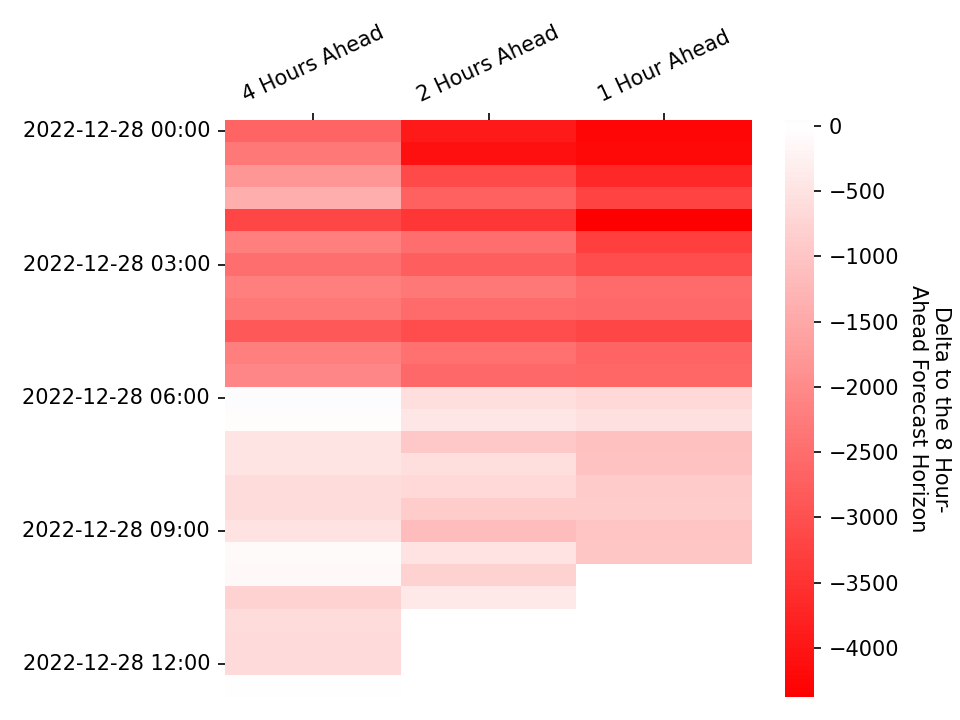 4 Hours Ahead
2 Hours Ahead
1 Hour Ahead
2022-12-28 00:00
2022-12-28 03:00
2022-12-28 06:00
2022-12-28 09:00
2022-12-28 12:00
0
−500
−1000
−1500
−2000
−2500
−3000
−3500
−4000
Delta to the 8 Hour-
Ahead Forecast Horizon